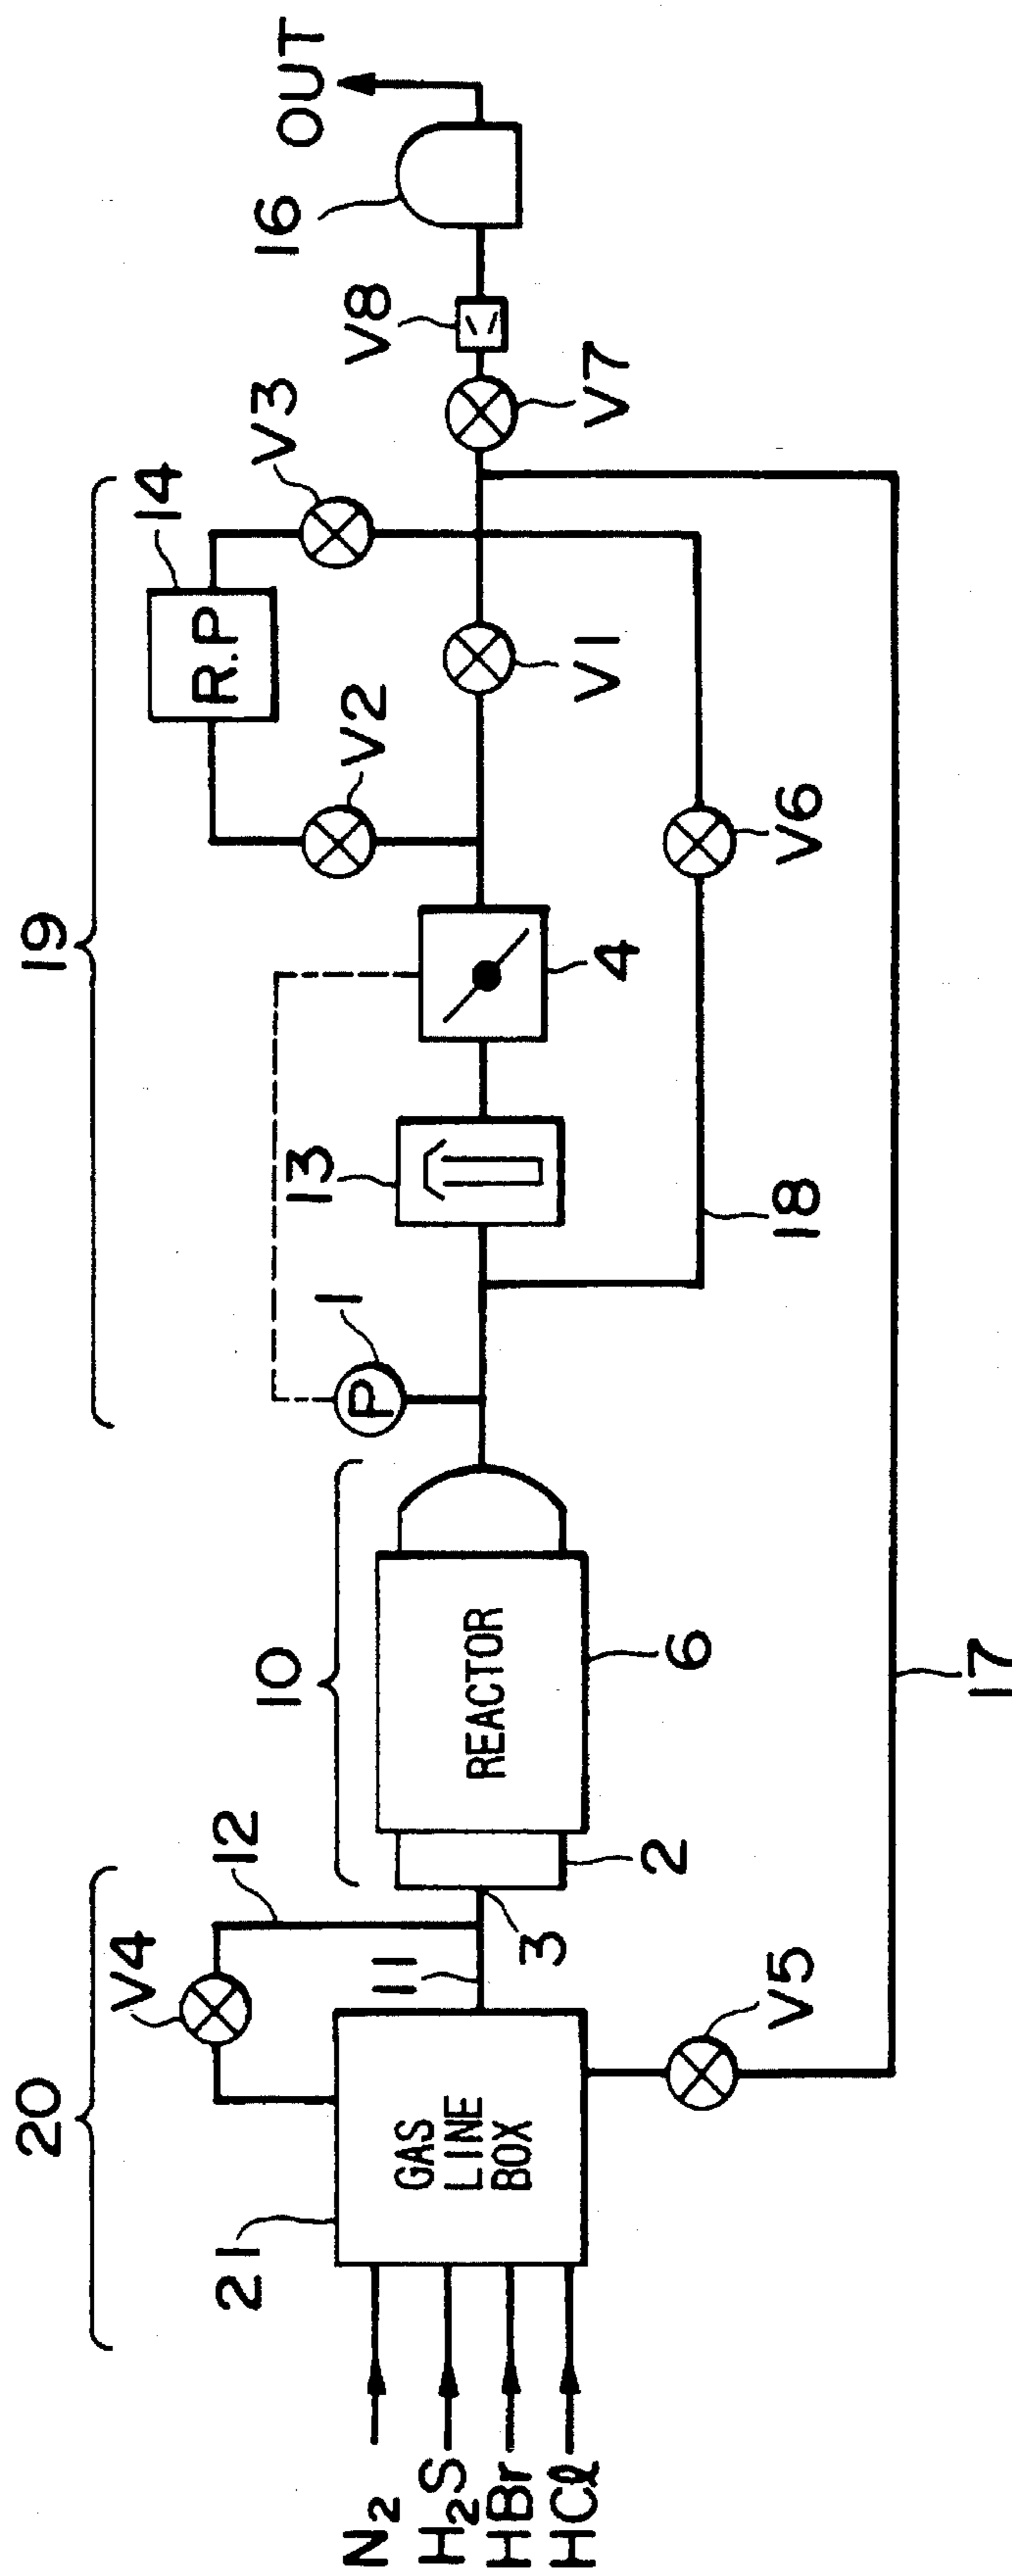 20
21
GAS
LINE
BOX
N2
H2S
HBr
HCl
V4
12
11
3
V5
10
2
REACTOR
6
17
19
P
1
13
18
4
V2
14
R.P
V3
V1
V6
V7
V8
16
OUT